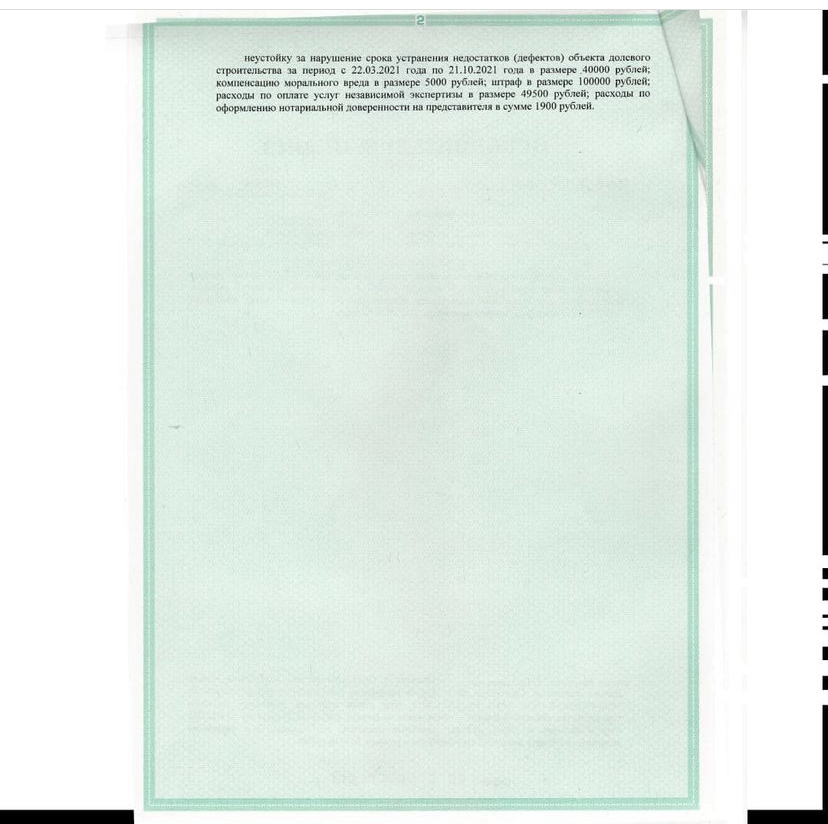 2
неустойку за нарушение срока устранения недостатков (дефектов) объекта долевого
строительства за период с 22.03.2021 года по 21.10.2021 года в размере 40000 рублей;
компенсацию морального вреда в размере 5000 рублей; штраф в размере 100000 рублей;
расходы по оплате услуг независимой экспертизы в размере 49500 рублей; расходы по
оформлению нотариальной доверенности на представителя в сумме 1900 рублей.